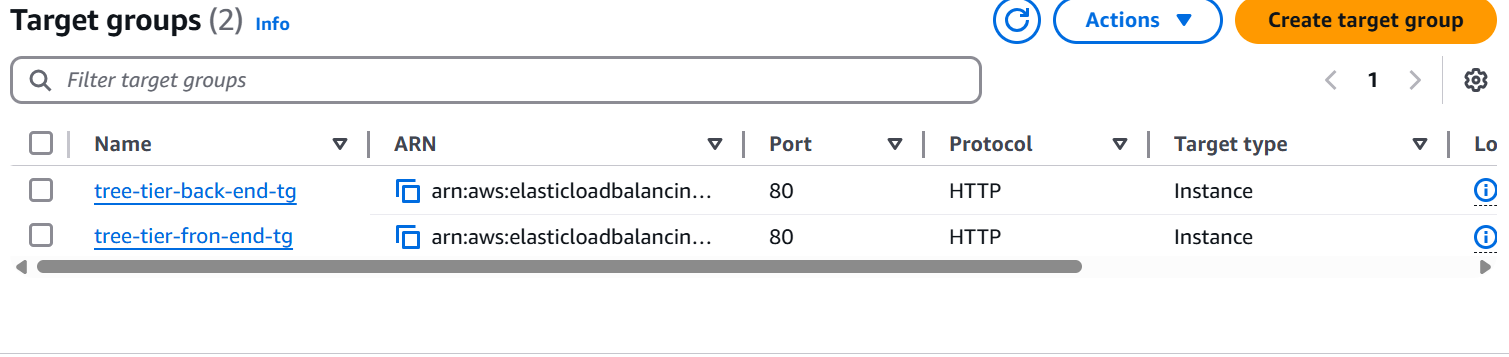 Target groups (2) Info Actions Create target group
Filter target groups 1
Name ARN Port Protocol Target type Lo
tree-tier-back-end-tg arn:aws:elasticloadbalancin... 80 HTTP Instance
tree-tier-fron-end-tg arn:aws:elasticloadbalancin... 80 HTTP Instance